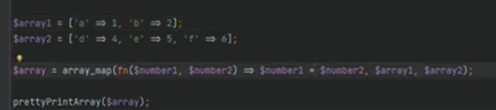 $array1 = ['a' => 1, 'b' => 2];
$array2 = ['d' => 4, 'e' => 5, 'f' => 6];
$array = array_map(fn($number1, $number2) => $number1 * $number2, $array1, $array2);
prettyPrintArray($array);